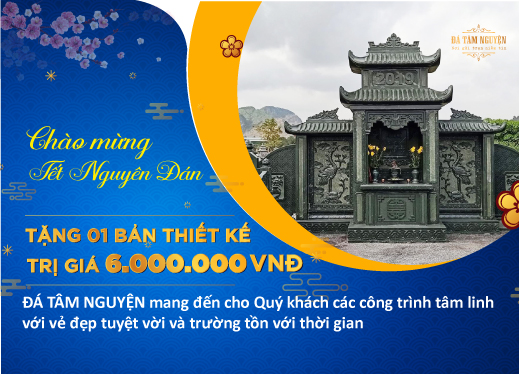 ĐÁ TÂM NGUYỆN
2019
Chào mừng
Tết Nguyên Đán
TẶNG 01 BẢN THIẾT KẾ
TRỊ GIÁ 6.000.000 VNĐ
ĐÁ TÂM NGUYỆN mang đến cho Quý khách các công trình tâm linh
với vẻ đẹp tuyệt vời và trường tồn với thời gian